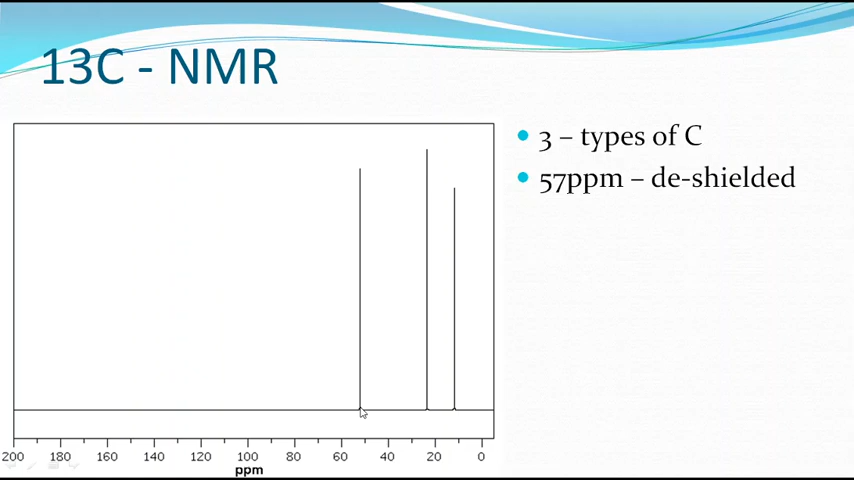 13C - NMR
3 – types of C
57ppm – de-shielded
200 180 160 140 120 100 80 60 40 20 0
ppm